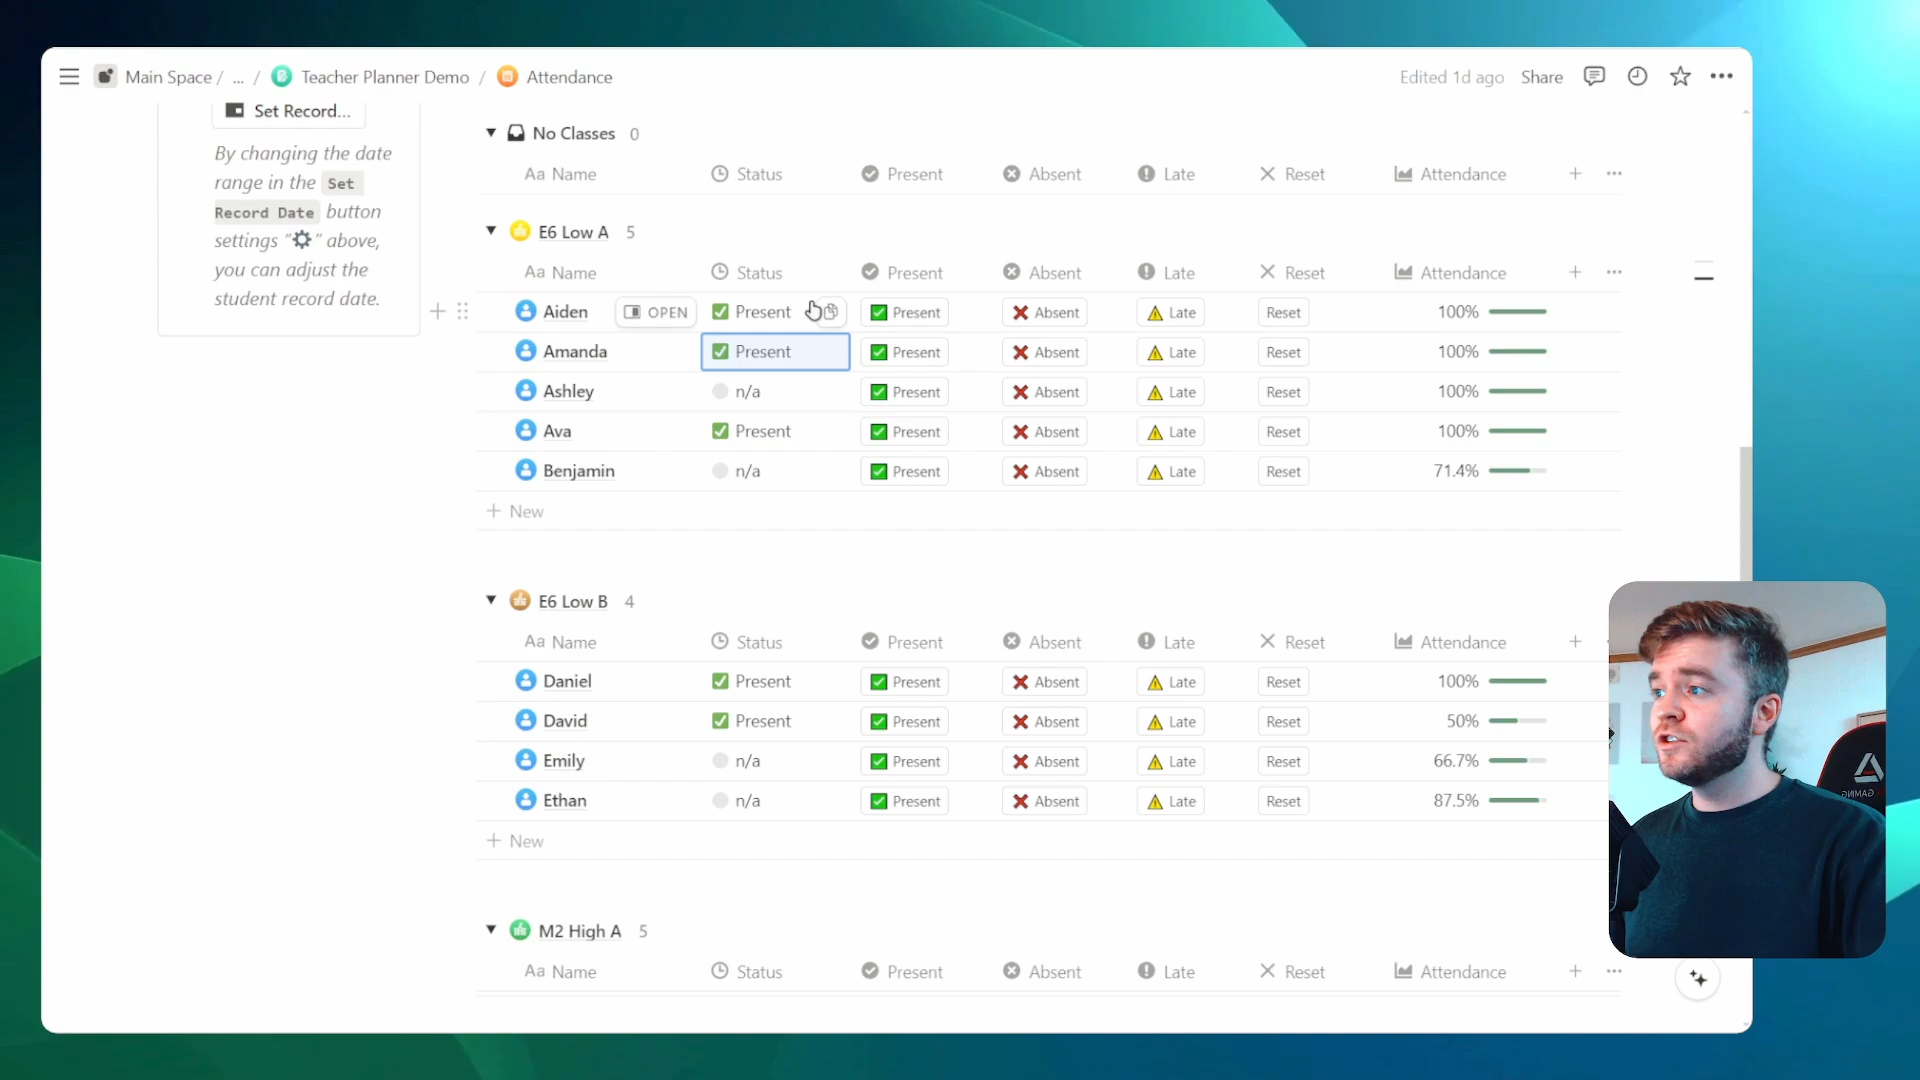 Main Space / ... / Teacher Planner Demo / Attendance
Edited 1d ago Share
Set Record...
By changing the date
range in the Set
Record Date button
settings "⚙" above,
you can adjust the
student record date.
No Classes 0
Aa Name Status Present Absent Late Reset Attendance
E6 Low A 5
Aa Name Status Present Absent Late Reset Attendance
Aiden OPEN Present Present Absent Late Reset 100%
Amanda Present Present Absent Late Reset 100%
Ashley n/a Present Absent Late Reset 100%
Ava Present Present Absent Late Reset 100%
Benjamin n/a Present Absent Late Reset 71.4%
+ New
E6 Low B 4
Aa Name Status Present Absent Late Reset Attendance
Daniel Present Present Absent Late Reset 100%
David Present Present Absent Late Reset 50%
Emily n/a Present Absent Late Reset 66.7%
Ethan n/a Present Absent Late Reset 87.5%
+ New
M2 High A 5
Aa Name Status Present Absent Late Reset Attendance
GAMING